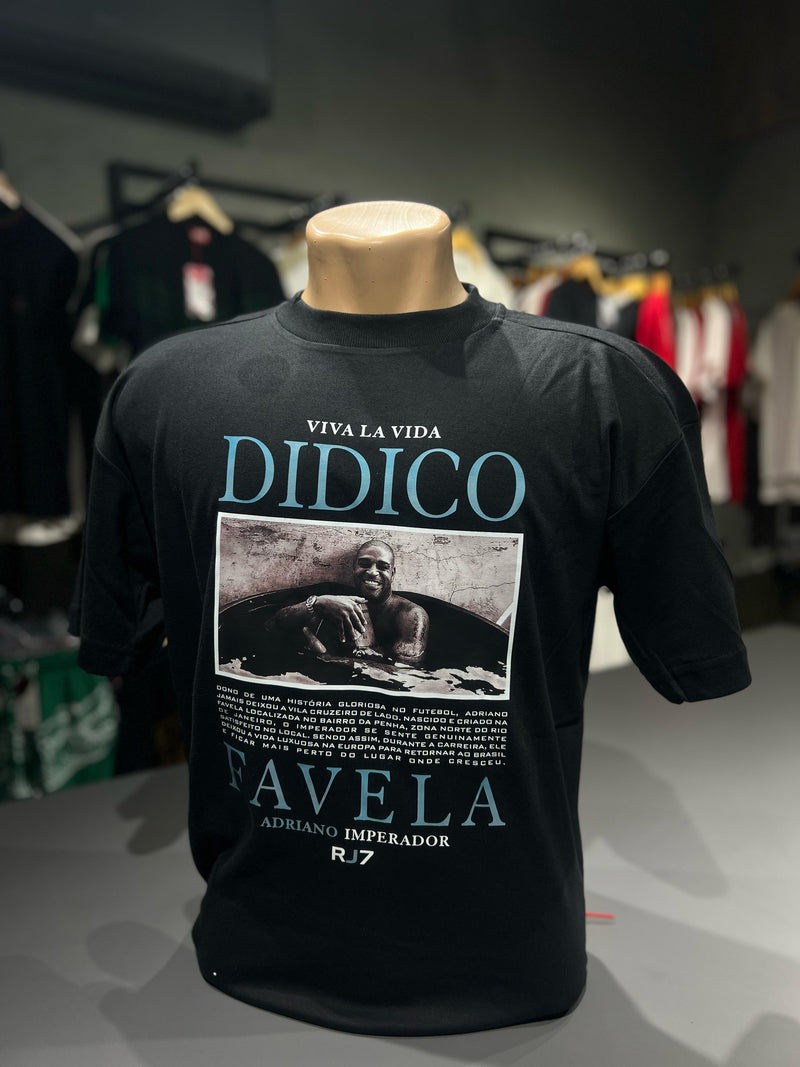 VIVA LA VIDA
DIDICO
DONO DE UMA HISTÓRIA GLORIOSA NO FUTEBOL, ADRIANO
JAMAIS DEIXOU A VILA CRUZEIRO DE LADO. NASCIDO E CRIADO NA
FAVELA LOCALIZADA NO BAIRRO DA PENHA, ZONA NORTE DO RIO
DE JANEIRO, O IMPERADOR SE SENTE GENUINAMENTE
SATISFEITO NO LOCAL. SENDO ASSIM, DURANTE A CARREIRA, ELE
DEIXOU A VIDA LUXUOSA NA EUROPA PARA RETORNAR AO BRASIL
E FICAR MAIS PERTO DO LUGAR ONDE CRESCEU.
FAVELA
ADRIANO IMPERADOR
RJ7